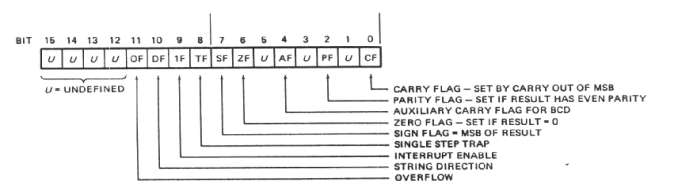 BIT 15 14 13 12 11 10 9 8 7 6 5 4 3 2 1 0
U U U U OF DF IF TF SF ZF U AF U PF U CF
U = UNDEFINED
CARRY FLAG – SET BY CARRY OUT OF MSB
PARITY FLAG – SET IF RESULT HAS EVEN PARITY
AUXILIARY CARRY FLAG FOR BCD
ZERO FLAG – SET IF RESULT = 0
SIGN FLAG = MSB OF RESULT
SINGLE STEP TRAP
INTERRUPT ENABLE
STRING DIRECTION
OVERFLOW